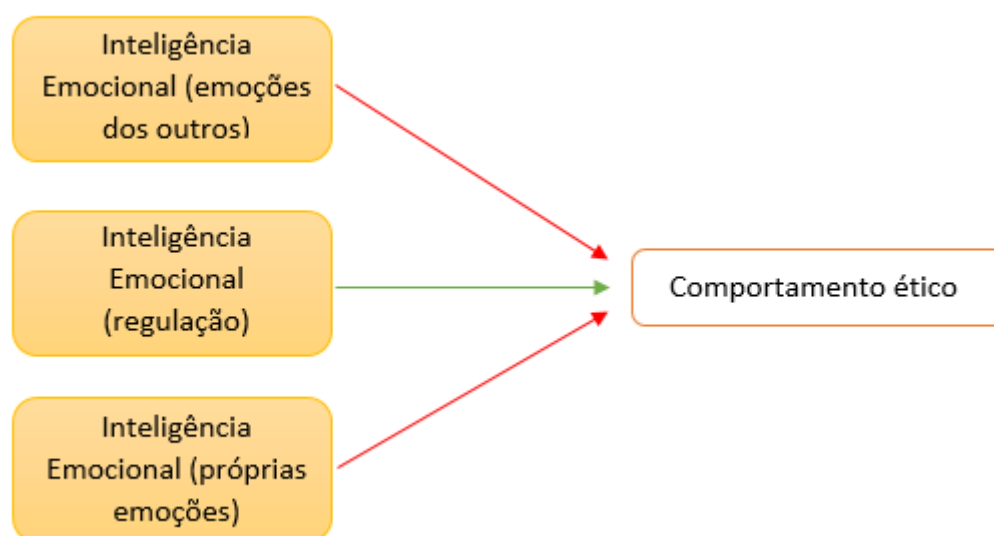 Inteligência
Emocional (emoções
dos outros)
Inteligência
Emocional
(regulação)
Comportamento ético
Inteligência
Emocional (próprias
emoções)